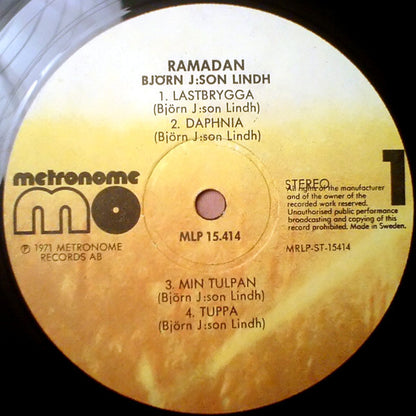 RAMADAN
BJÖRN J:SON LINDH
1. LASTBRYGGA
(Björn J:son Lindh)
2. DAPHNIA
(Björn J:son Lindh)
metronome
mo
℗ 1971 METRONOME
RECORDS AB
MLP 15.414
STEREO
1
All rights of the manufacturer
and of the owner of the
recorded work reserved.
Unauthorised public performance
broadcasting and copying of this
record prohibited. Made in Sweden.
MRLP-ST-15414
3. MIN TULPAN
(Björn J:son Lindh)
4. TUPPA
(Björn J:son Lindh)